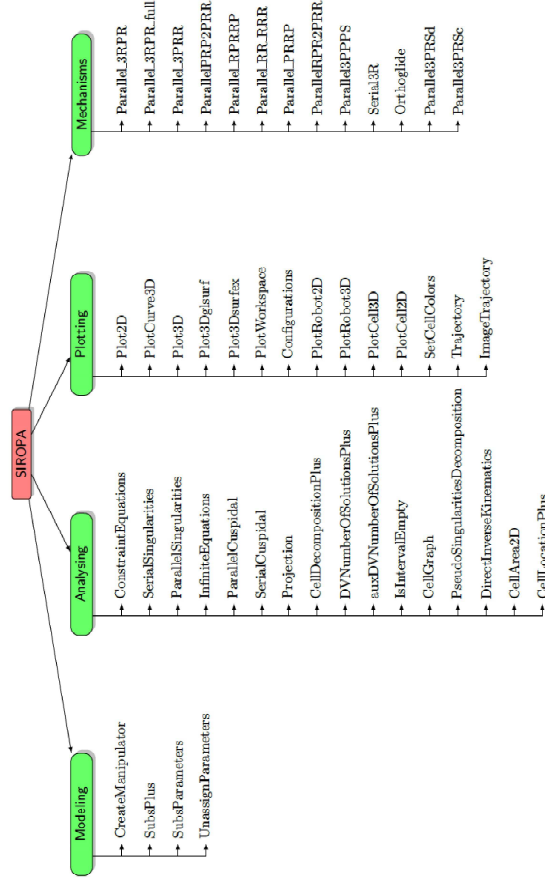 SIROPA
Modeling
CreateManipulator
SubsPlus
SubsParameters
UnassignParameters
Analysing
ConstraintEquations
SerialSingularities
ParallelSingularities
InfiniteEquations
ParallelCuspidal
SerialCuspidal
Projection
CellDecompositionPlus
DVNumberOfSolutionsPlus
auxDVNumberOfSolutionsPlus
IsIntervalEmpty
CellGraph
PseudoSingularitiesDecomposition
DirectInverseKinematics
CellArea2D
CellLocationPlus
Plotting
Plot2D
PlotCurve3D
Plot3D
Plot3Dglsurf
Plot3Dsurfex
PlotWorkspace
Configurations
PlotRobot2D
PlotRobot3D
PlotCell3D
PlotCell2D
SetCellColors
Trajectory
ImageTrajectory
Mechanisms
Parallel_3RPR
Parallel_3RPR_full
Parallel_3PRR
ParallelPRP2PRR
Parallel_RPRRP
Parallel_RR_RRR
Parallel_PRRP
ParallelRPR2PRR
Parallel3PPPS
Serial3R
Orthoglide
Parallel3PRSd
Parallel3PRSc